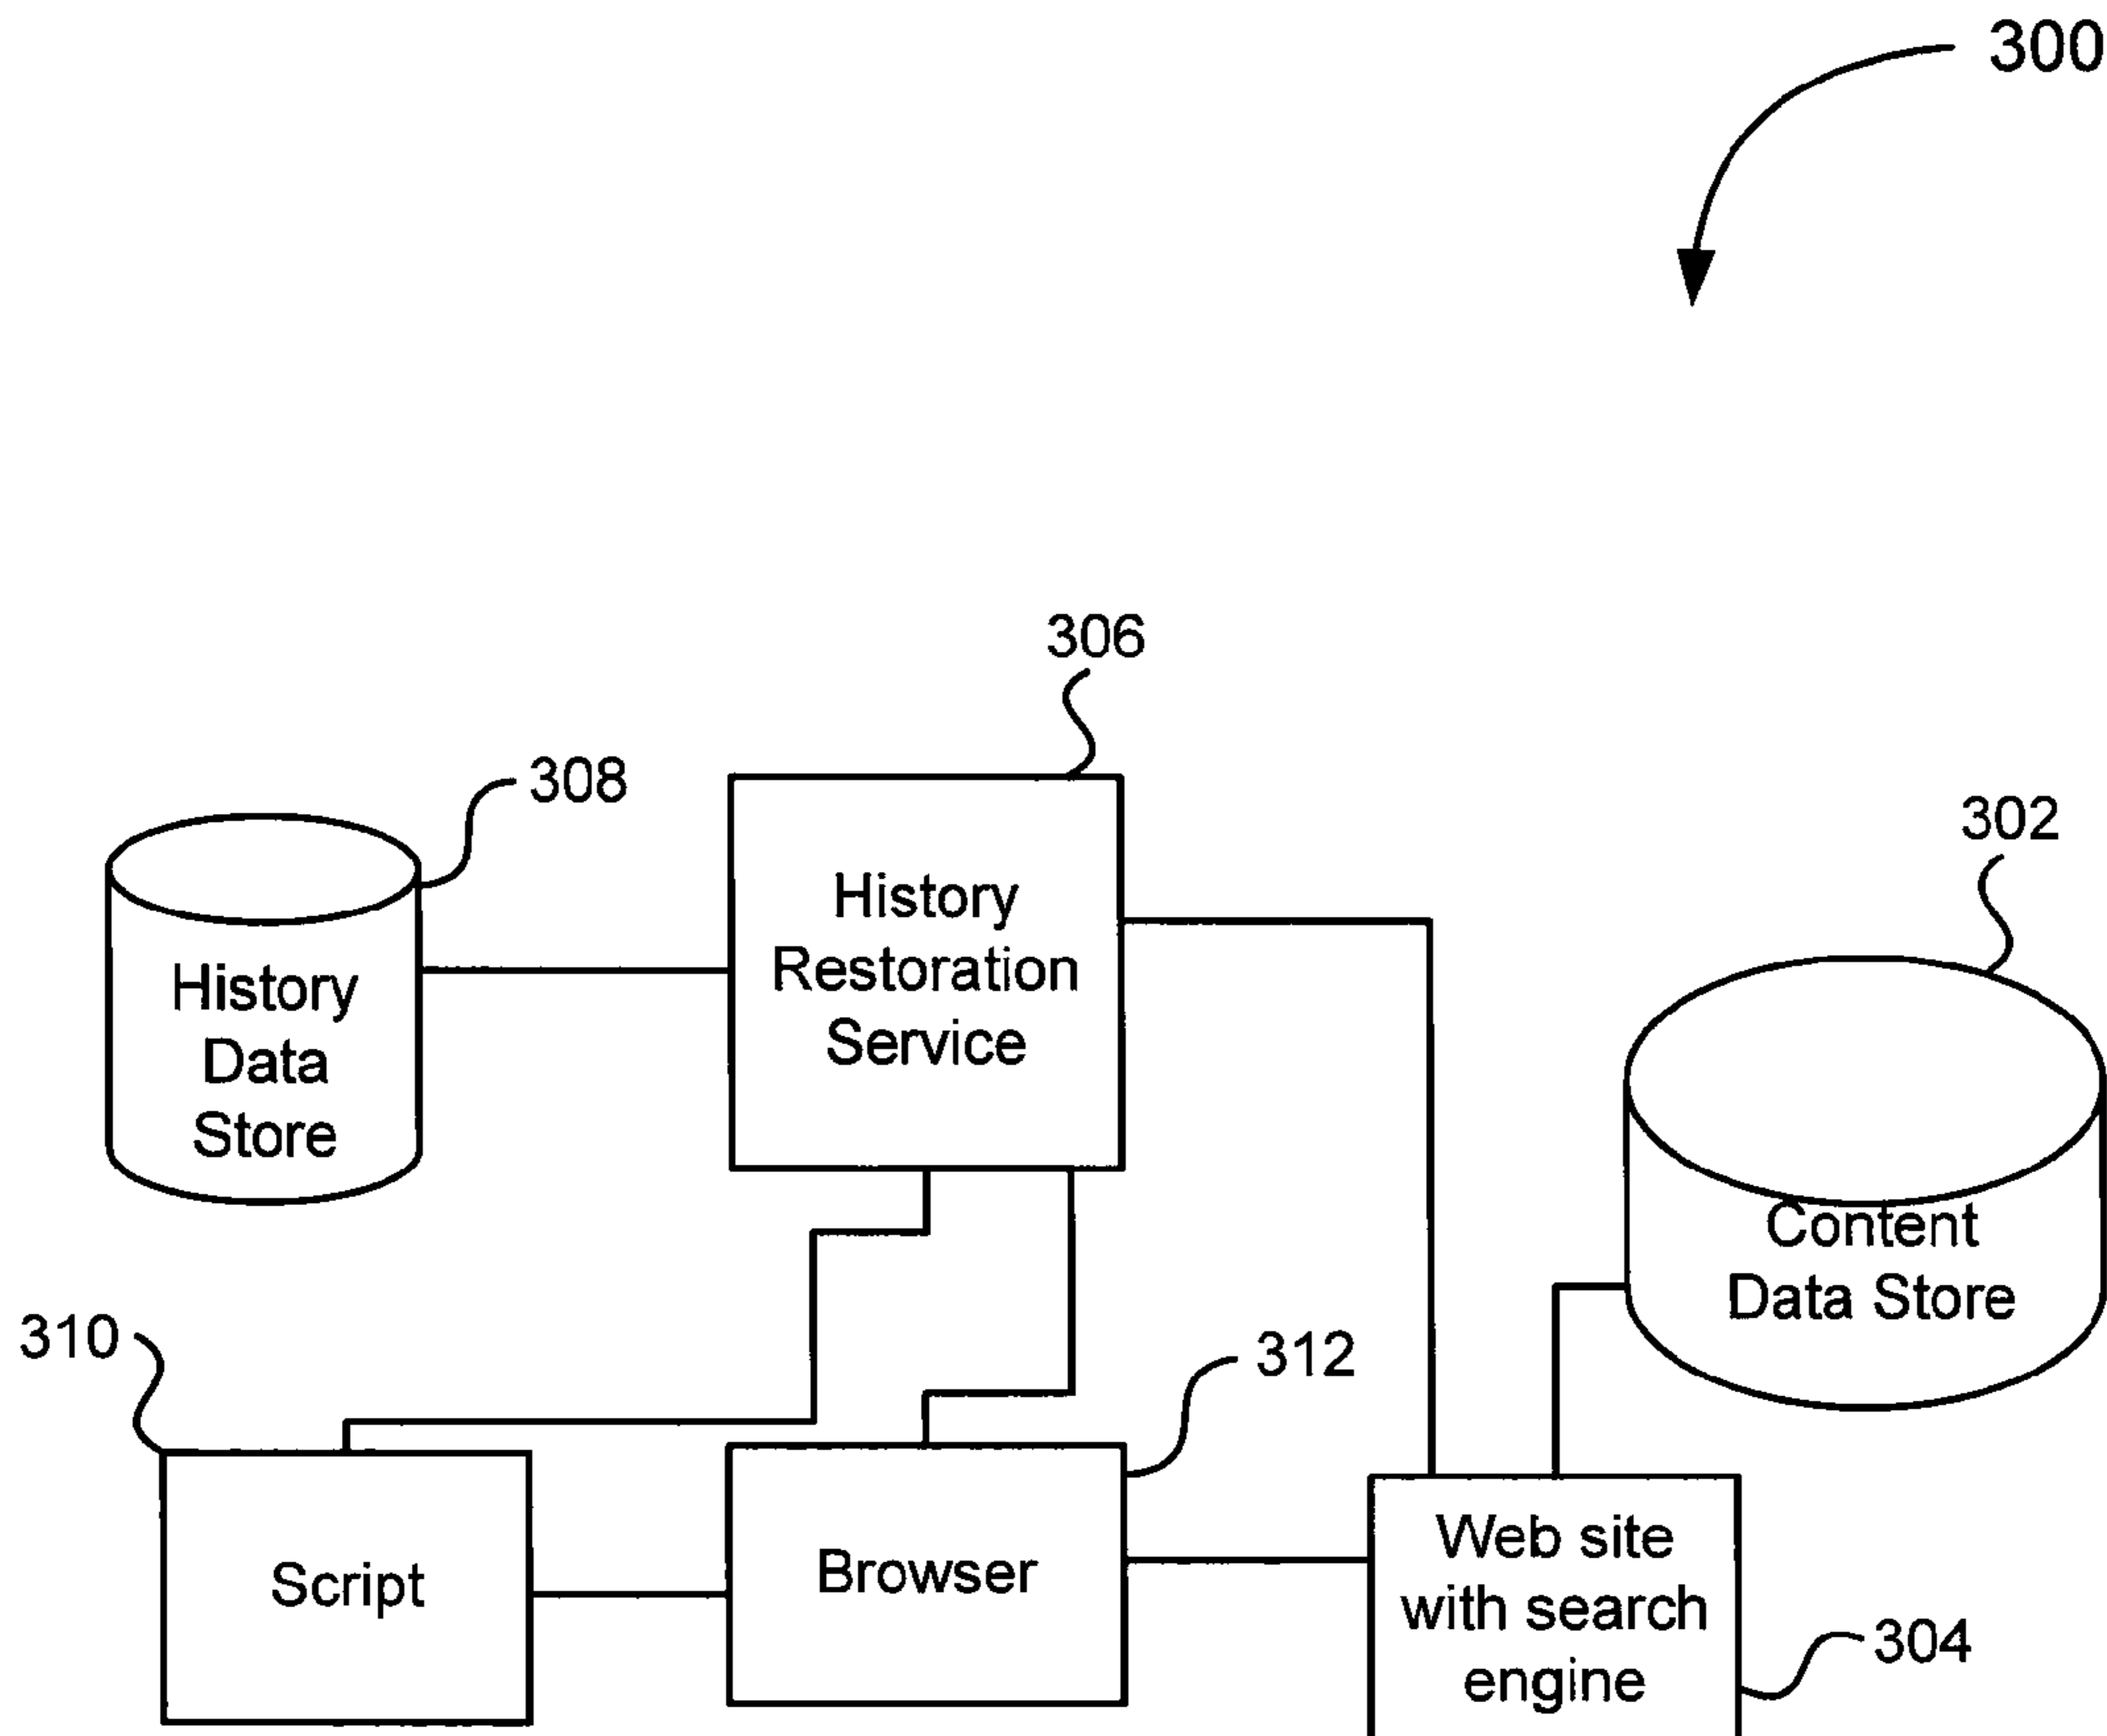 300
306
308
History
Restoration
Service
302
History
Data
Store
Content
Data Store
310
312
Script
Browser
Web site
with search
engine
304